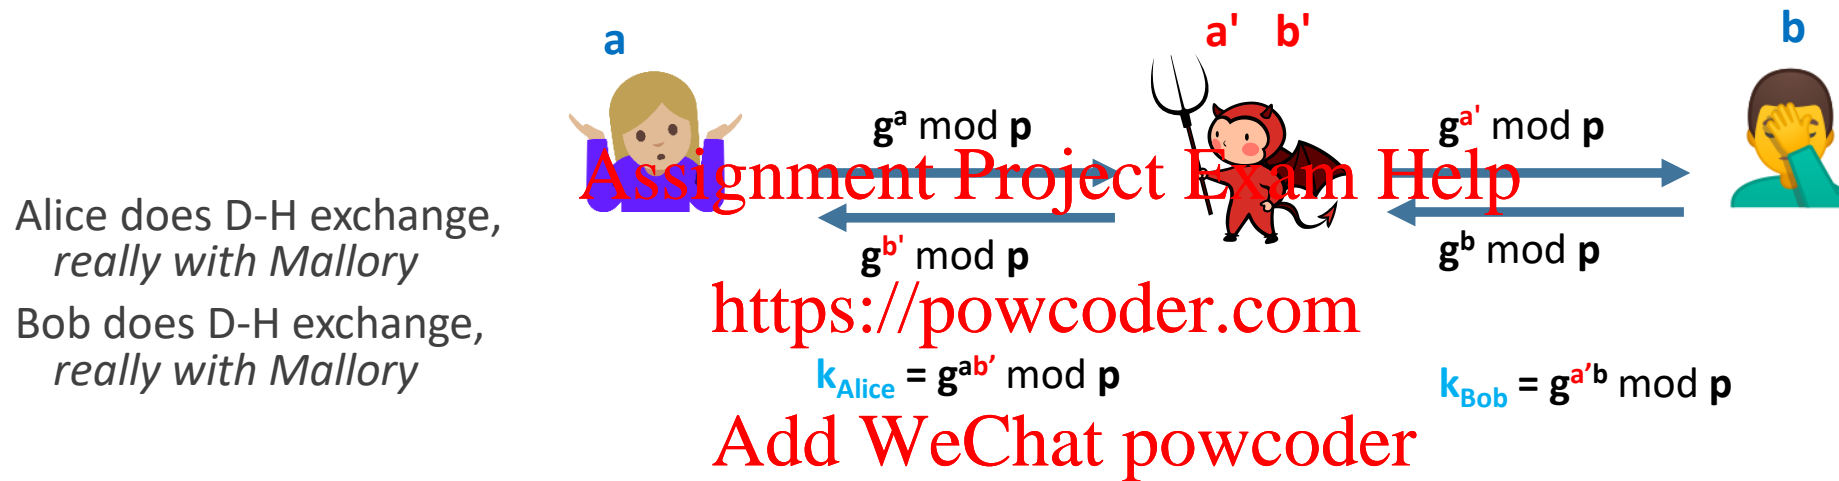 a
a' b'
b
g^a mod p
g^a' mod p
Assignment Project Exam Help
Alice does D-H exchange,
really with Mallory
g^b' mod p
g^b mod p
https://powcoder.com
Bob does D-H exchange,
really with Mallory
k_Alice = g^ab’ mod p
k_Bob = g^a’b mod p
Add WeChat powcoder